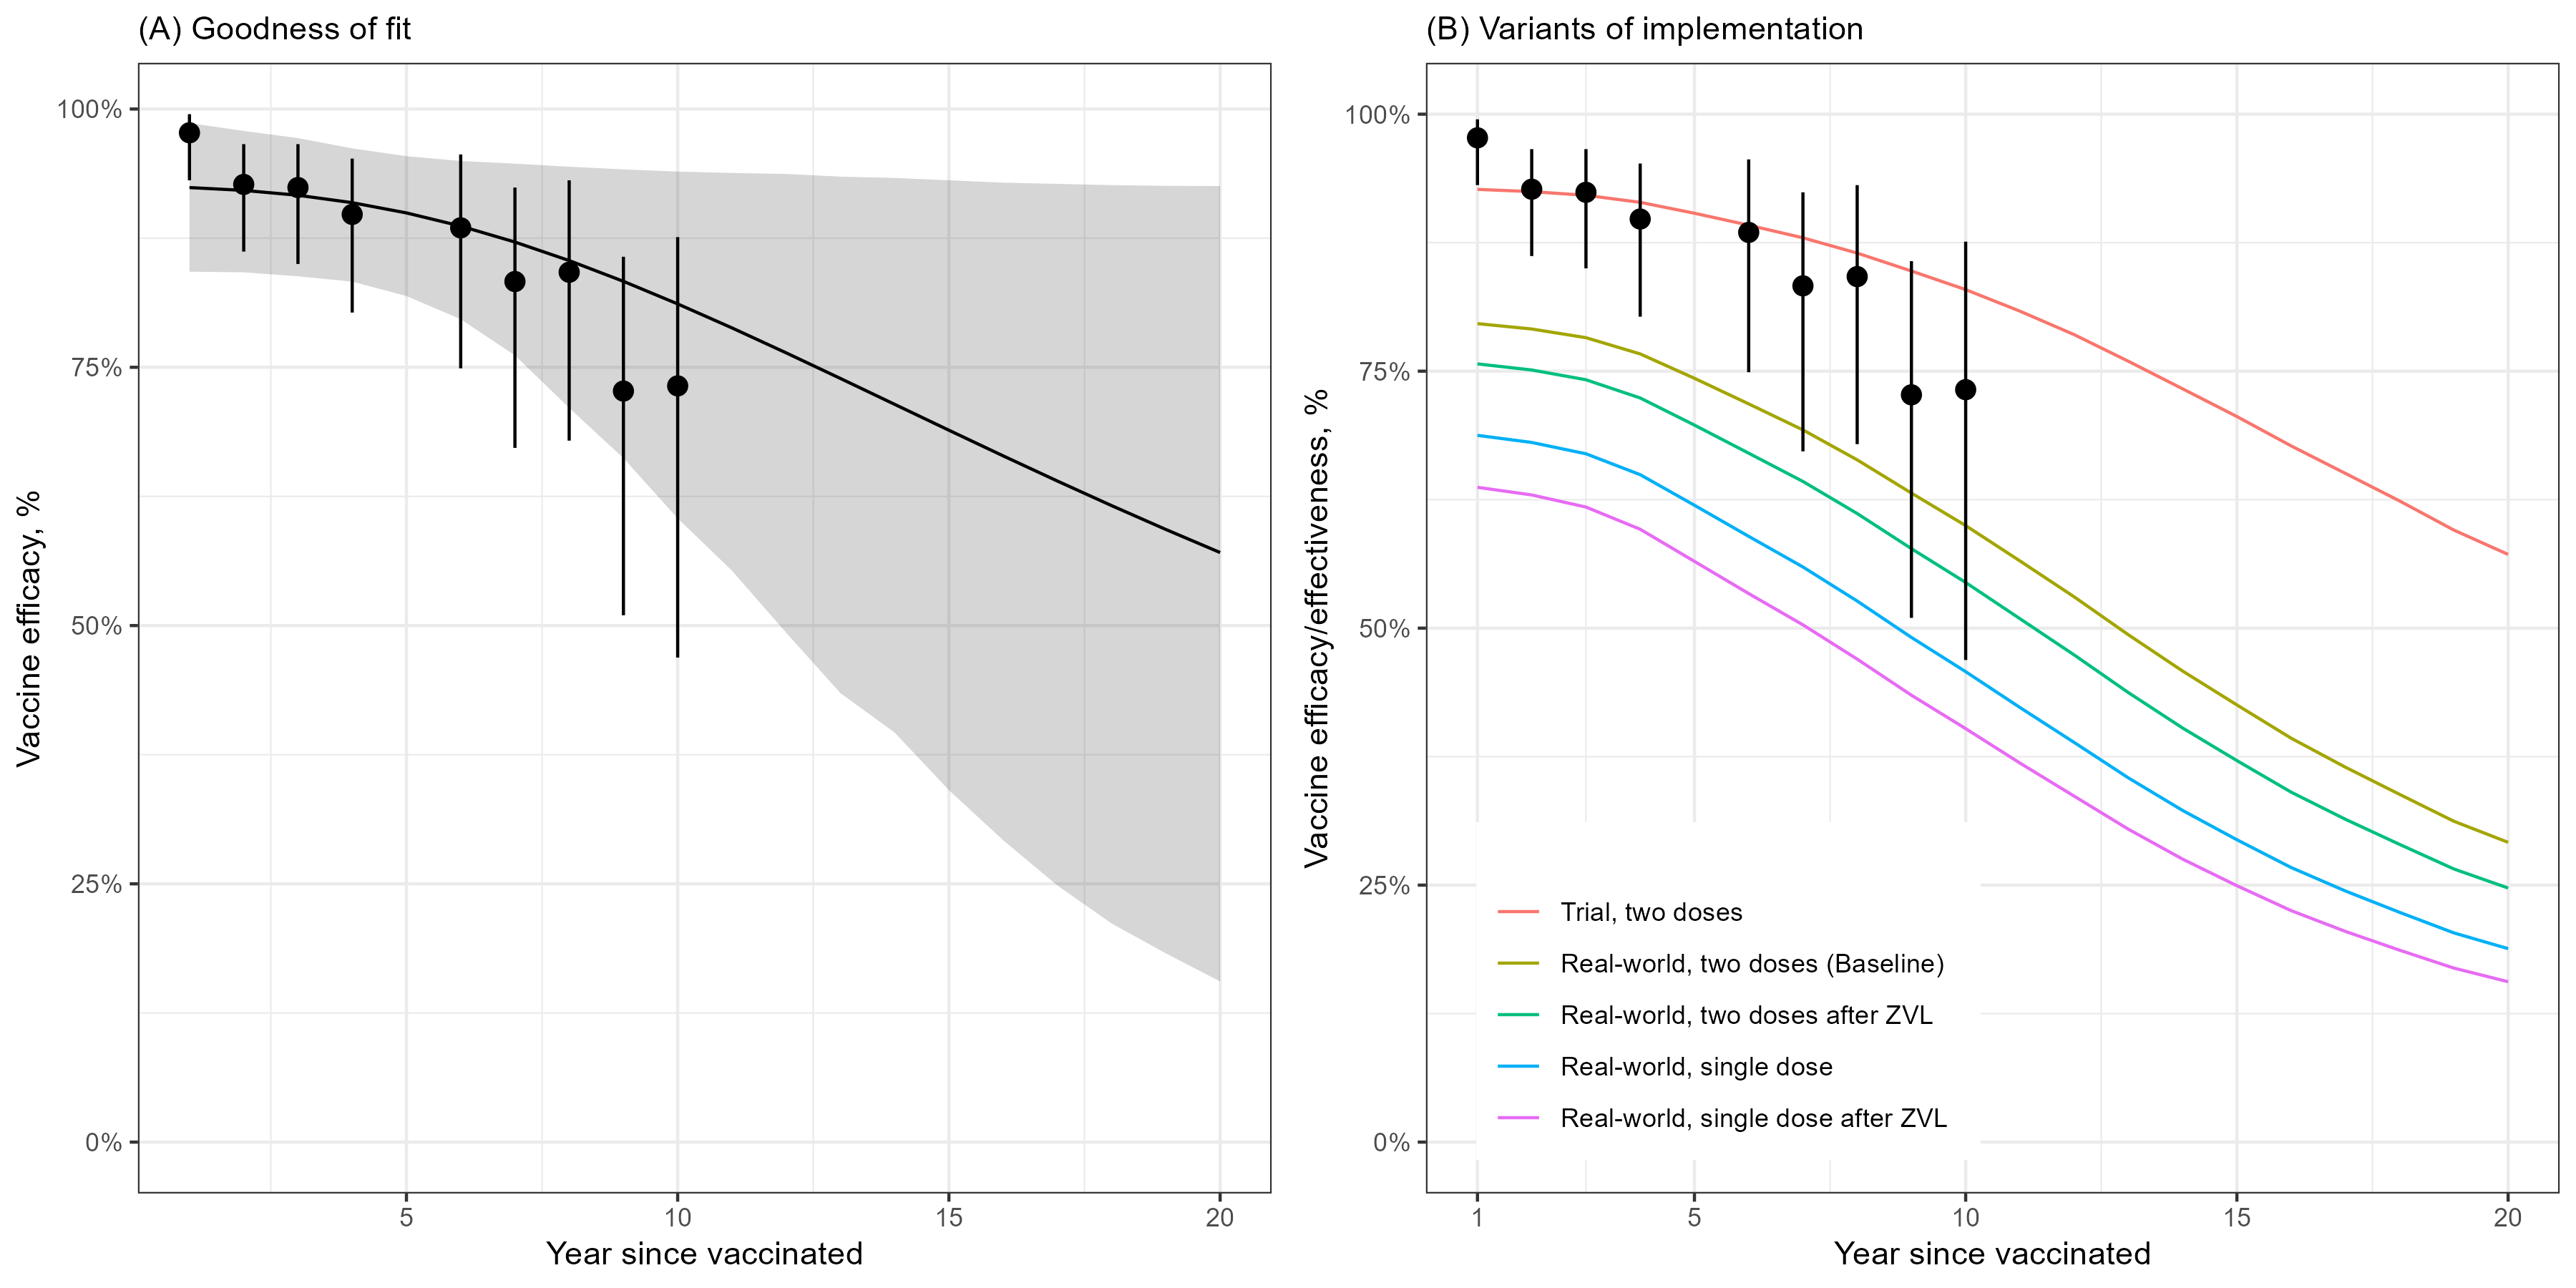 (A) Goodness of fit
100%
75%
50%
25%
0%
Vaccine efficacy, %
5
10
15
20
Year since vaccinated
(B) Variants of implementation
100%
75%
50%
25%
0%
Vaccine efficacy/effectiveness, %
Trial, two doses
Real-world, two doses (Baseline)
Real-world, two doses after ZVL
Real-world, single dose
Real-world, single dose after ZVL
1
5
10
15
20
Year since vaccinated